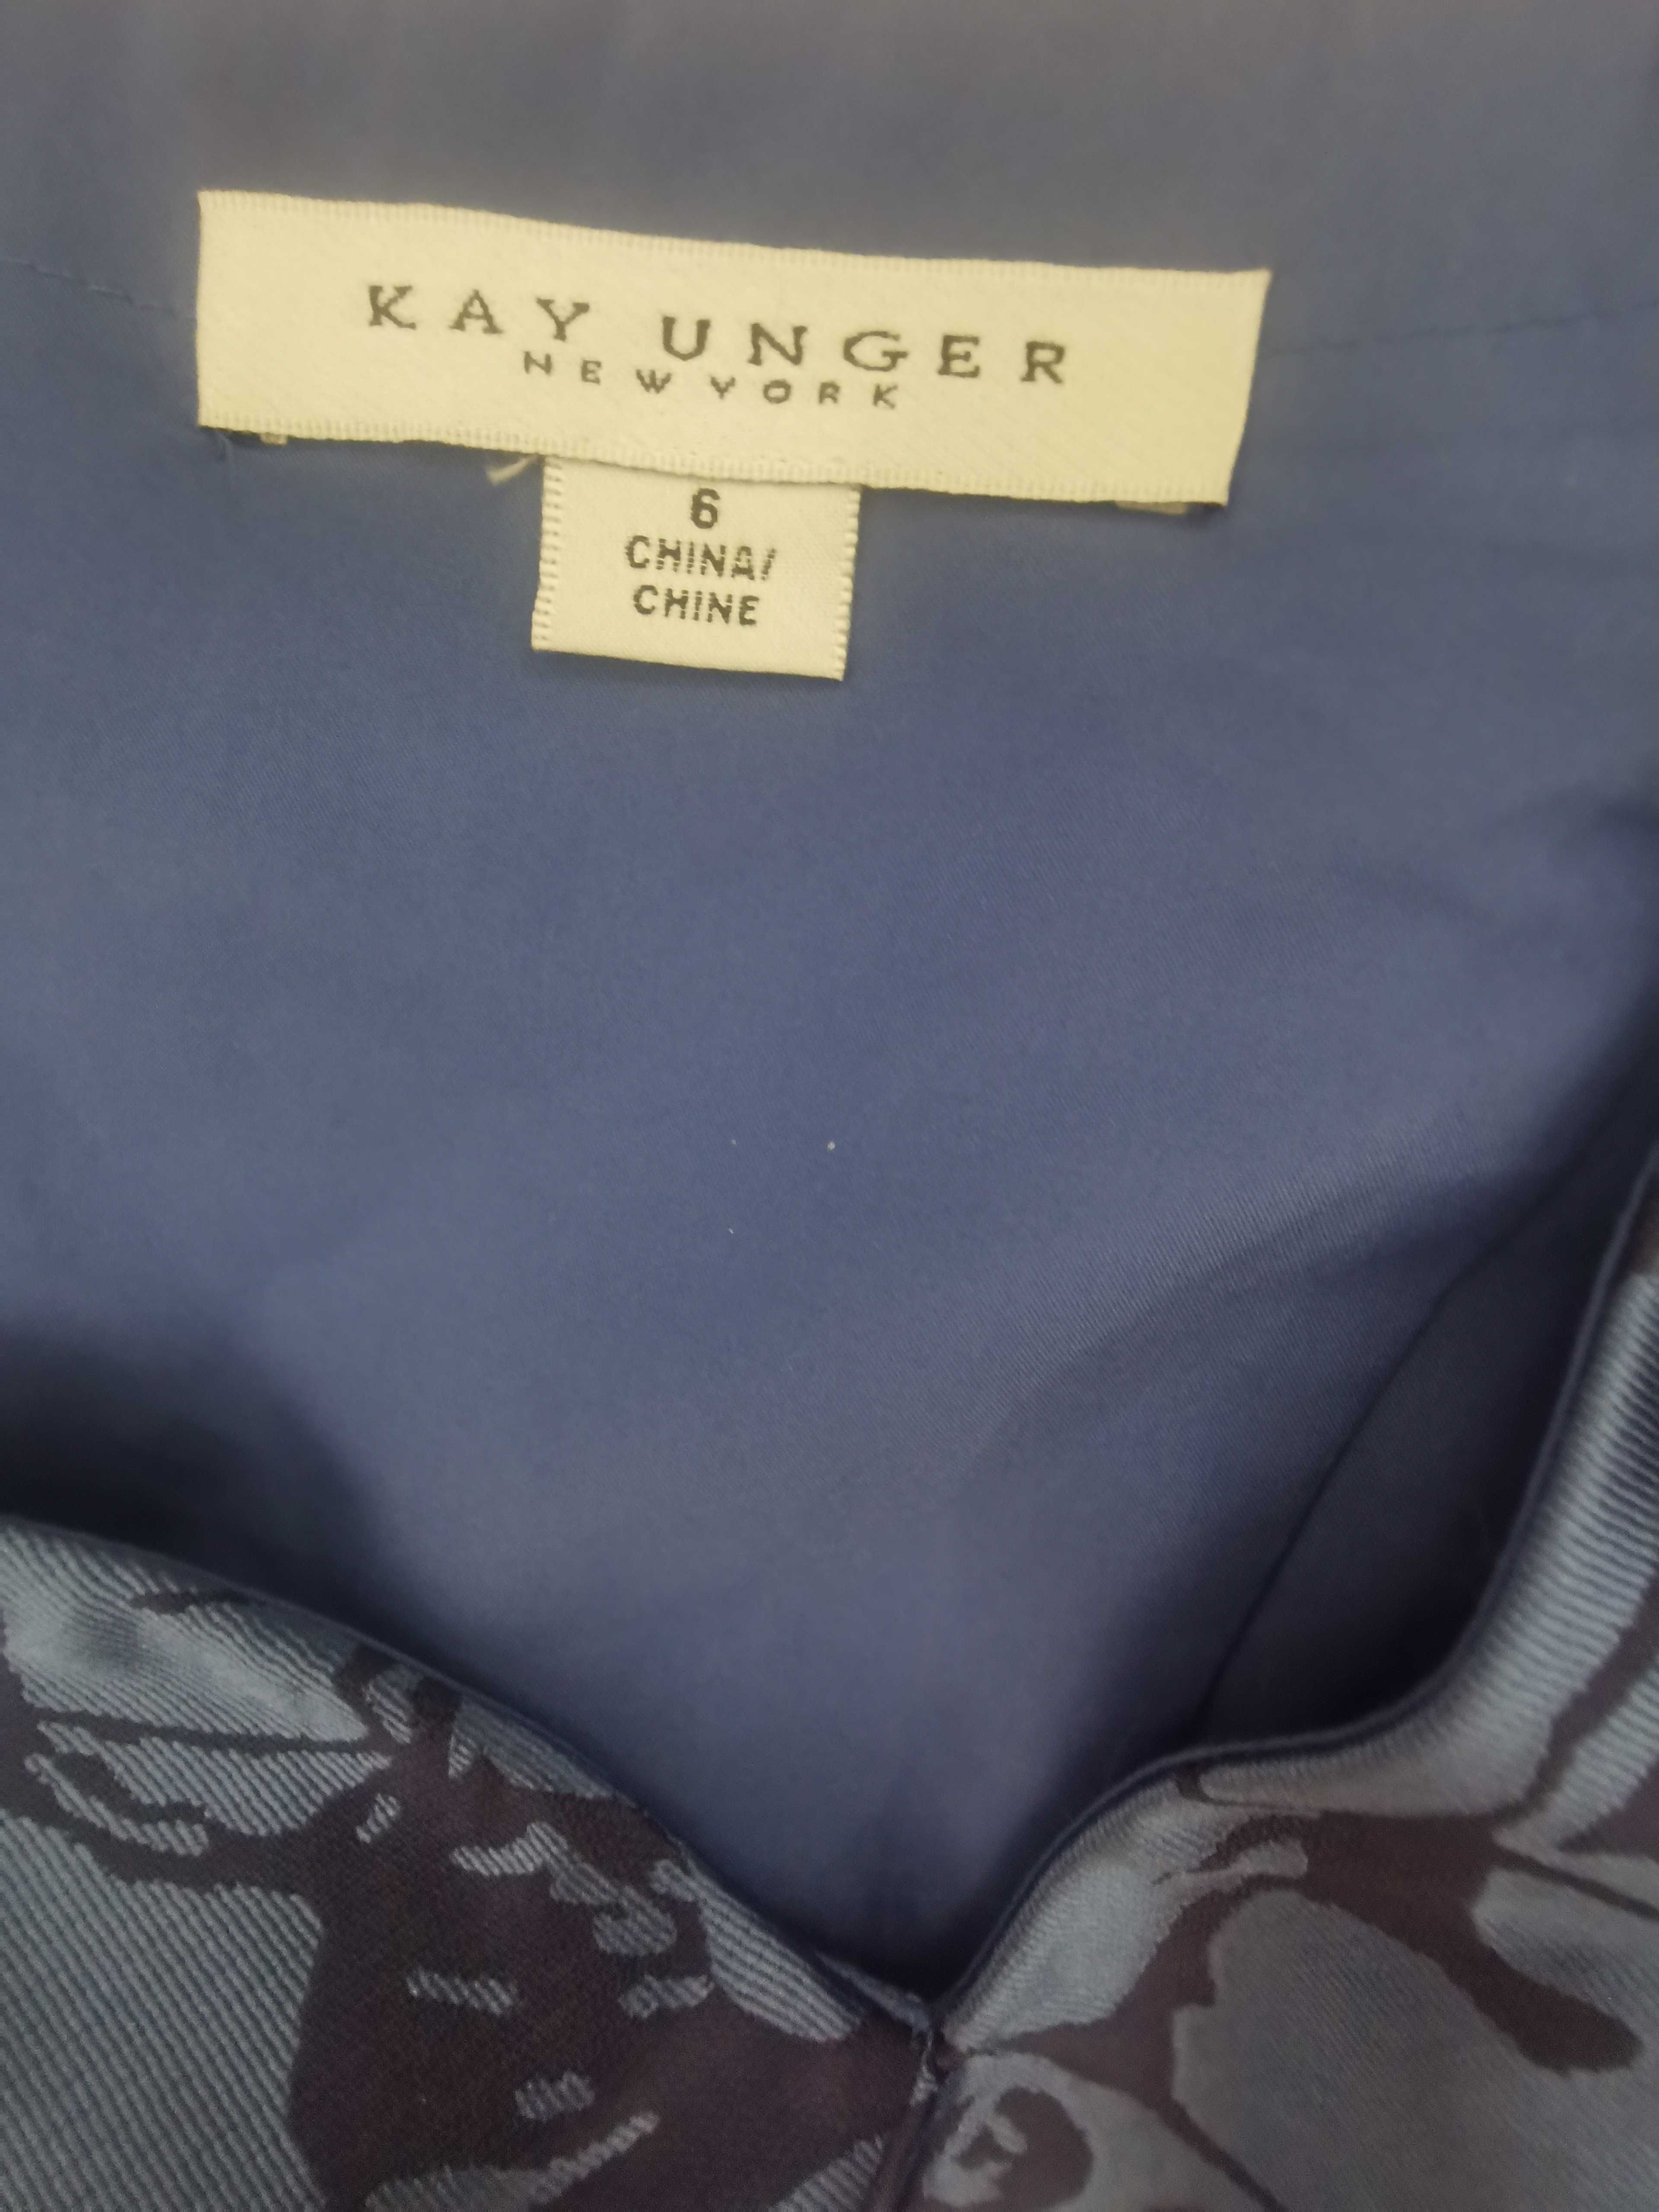 KAY UNGER
NEW YORK
6
CHINA/
CHINE